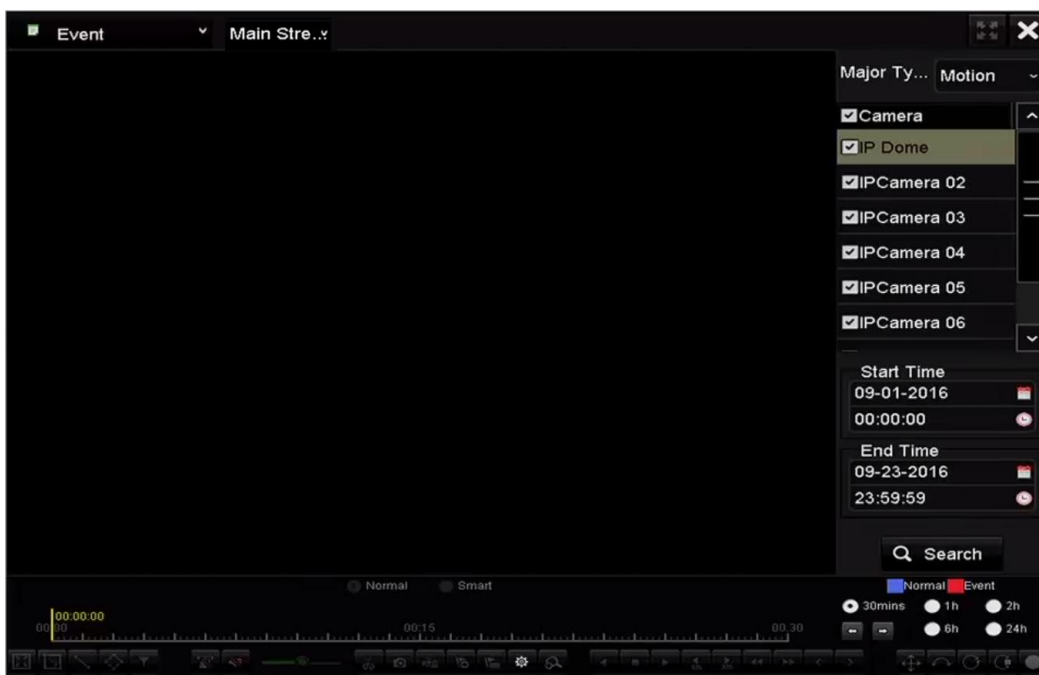 Event
Main Stre..
Major Ty... Motion
Camera
IP Dome
IPCamera 02
IPCamera 03
IPCamera 04
IPCamera 05
IPCamera 06
Start Time
09-01-2016
00:00:00
End Time
09-23-2016
23:59:59
Search
Normal Smart
Normal Event
00:00:00
00:15
00:30
30mins 1h 2h
6h 24h